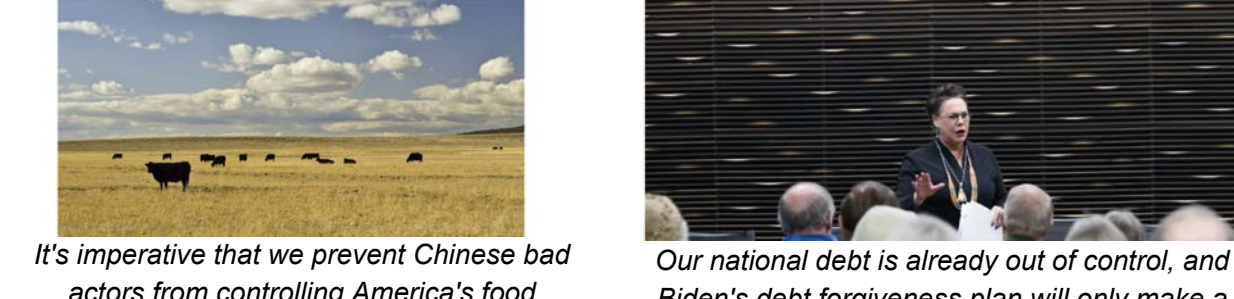 It's imperative that we prevent Chinese bad
actors from controlling America's food
Our national debt is already out of control, and
Biden's debt forgiveness plan will only make a